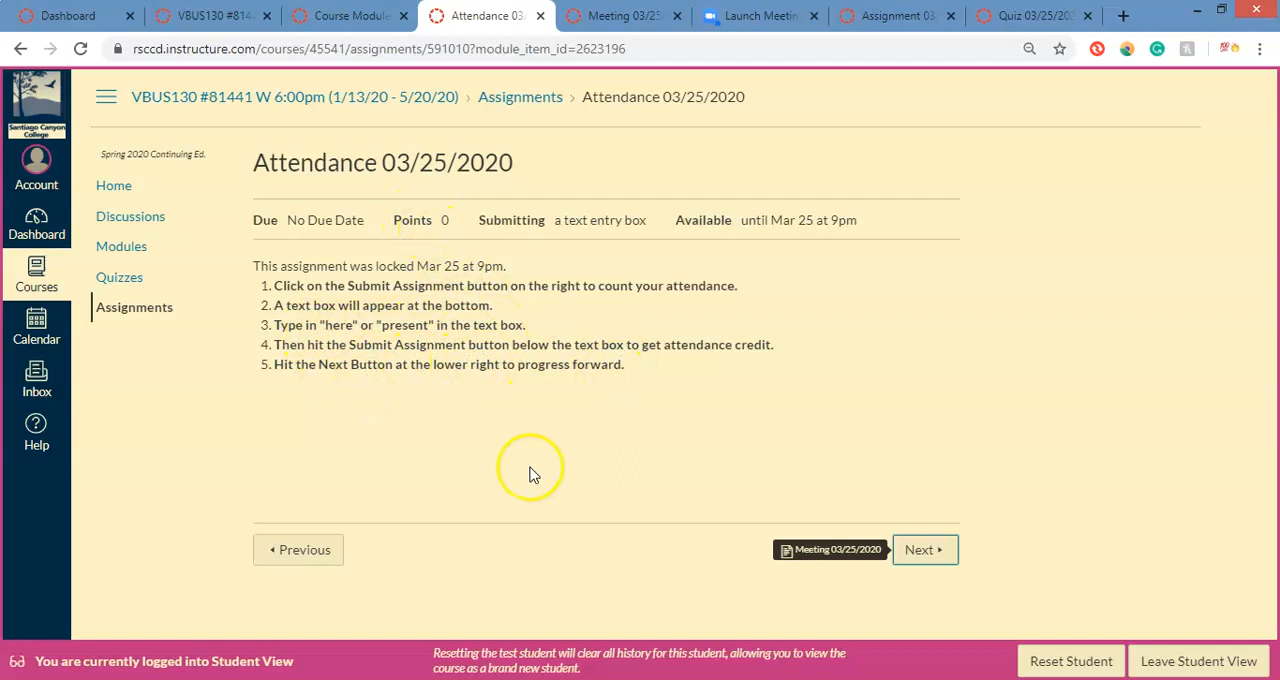 Dashboard
VBUS130 #8144
Course Module
Attendance 03
Meeting 03/25
Launch Meetin
Assignment 03
Quiz 03/25/20
rsccd.instructure.com/courses/45541/assignments/591010?module_item_id=2623196
Santiago Canyon
College
Account
Dashboard
Courses
Calendar
Inbox
Help
VBUS130 #81441 W 6:00pm (1/13/20 - 5/20/20) › Assignments › Attendance 03/25/2020
Spring 2020 Continuing Ed.
Home
Discussions
Modules
Quizzes
Assignments
Attendance 03/25/2020
Due No Due Date Points 0 Submitting a text entry box Available until Mar 25 at 9pm
This assignment was locked Mar 25 at 9pm.
1. Click on the Submit Assignment button on the right to count your attendance.
2. A text box will appear at the bottom.
3. Type in "here" or "present" in the text box.
4. Then hit the Submit Assignment button below the text box to get attendance credit.
5. Hit the Next Button at the lower right to progress forward.
Previous
Meeting 03/25/2020
Next
You are currently logged into Student View
Resetting the test student will clear all history for this student, allowing you to view the
course as a brand new student.
Reset Student
Leave Student View